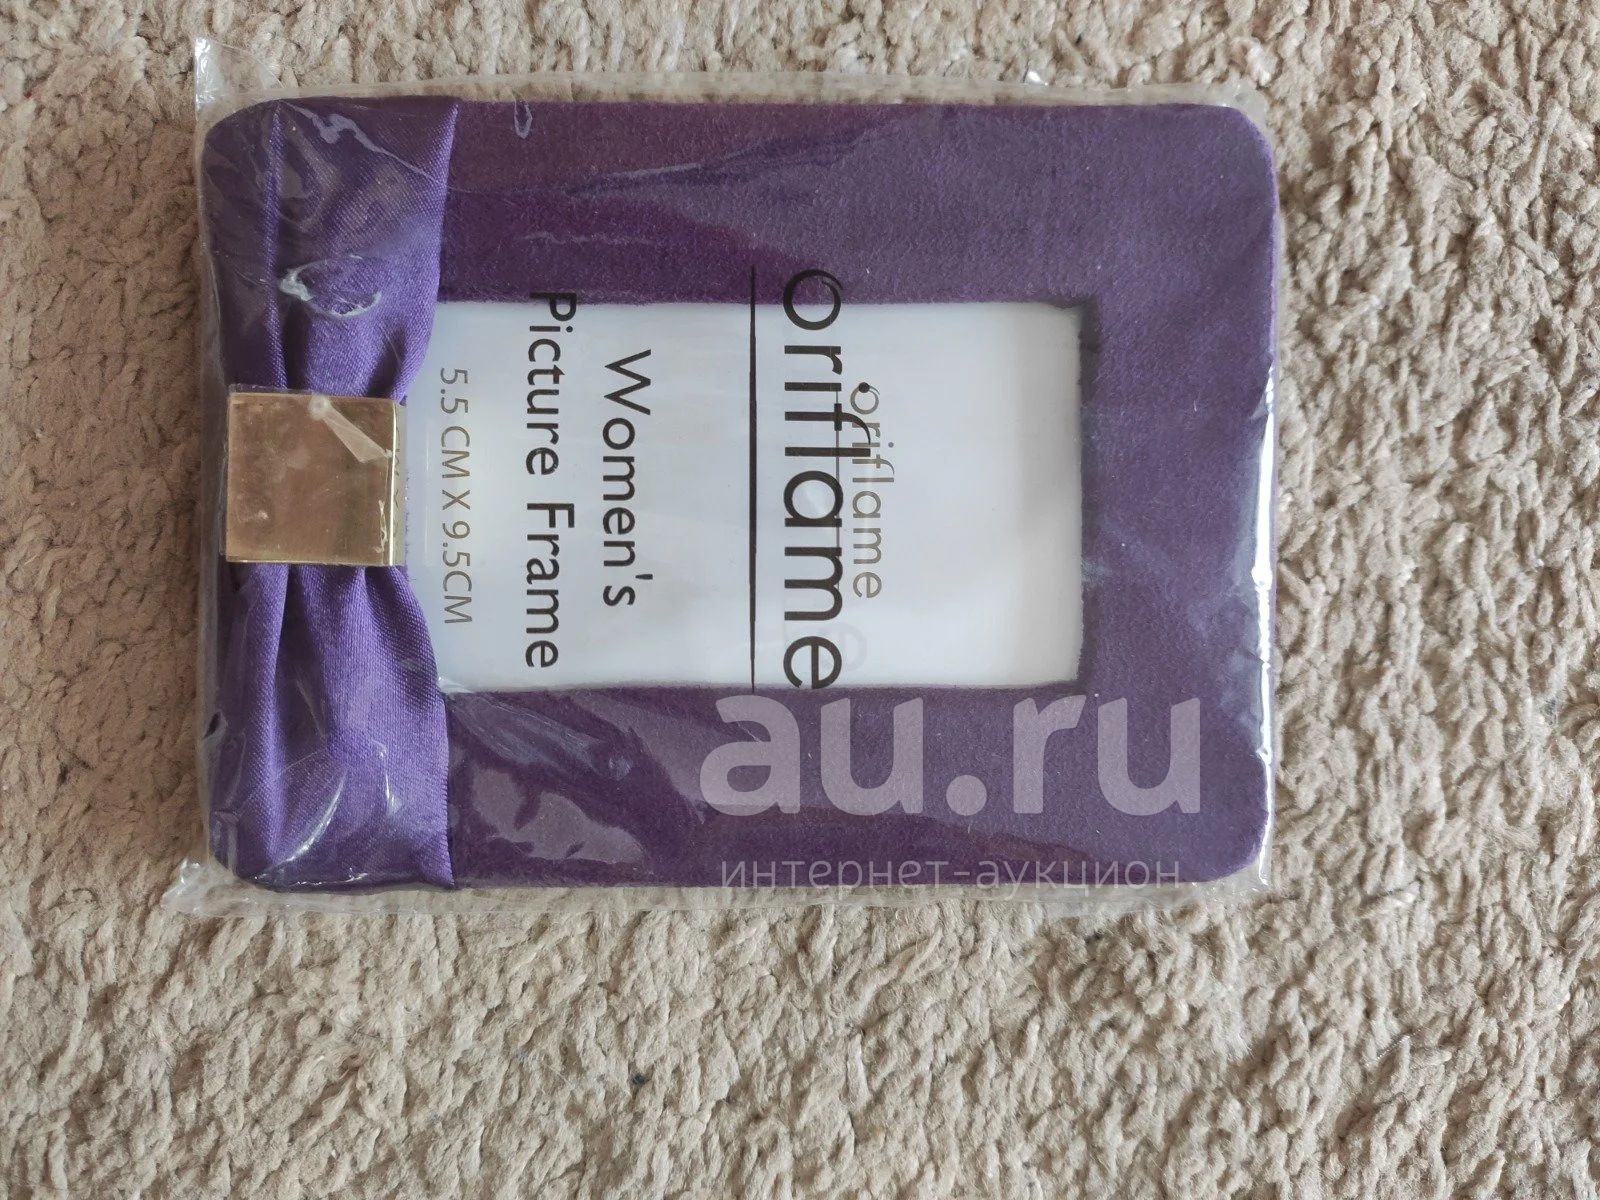 oriflame
oriflame
Women's
Picture Frame
5.5 CM X 9.5CM
au.ru
интернет-аукцион